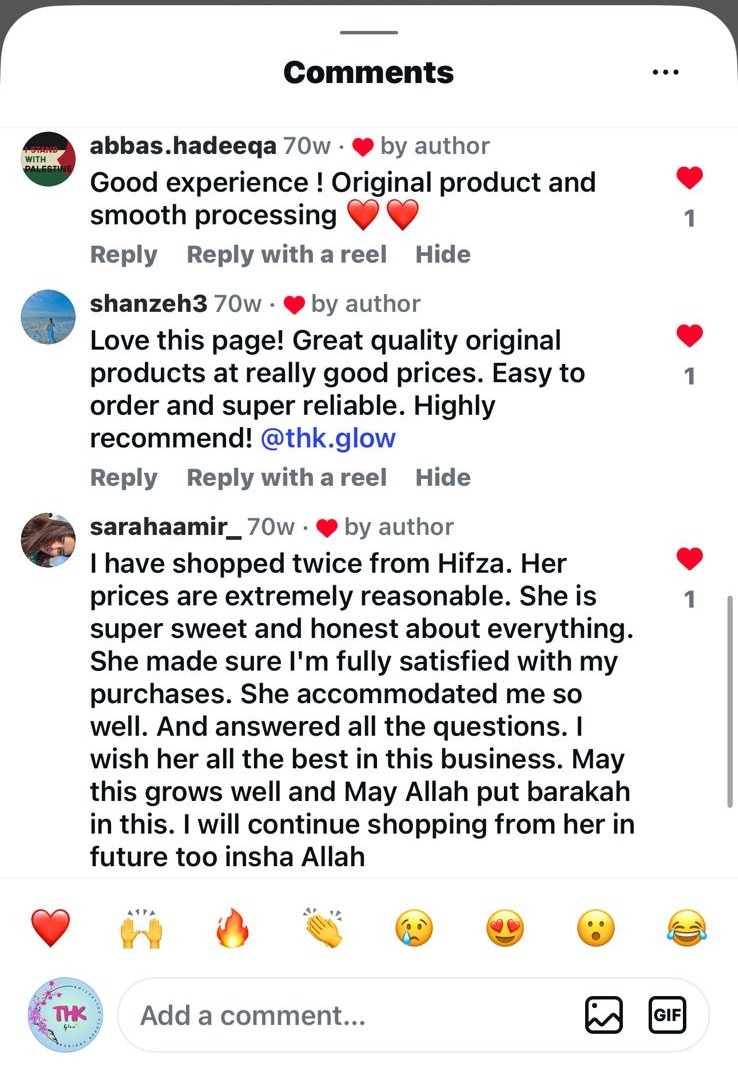 Comments
I STAND
WITH
PALESTINE
abbas.hadeeqa 70w · ❤️ by author
Good experience ! Original product and
smooth processing ❤️❤️
1
Reply Reply with a reel Hide
shanzeh3 70w · ❤️ by author
Love this page! Great quality original
products at really good prices. Easy to
order and super reliable. Highly
recommend! @thk.glow
1
Reply Reply with a reel Hide
sarahaamir_ 70w · ❤️ by author
I have shopped twice from Hifza. Her
prices are extremely reasonable. She is
super sweet and honest about everything.
She made sure I'm fully satisfied with my
purchases. She accommodated me so
well. And answered all the questions. I
wish her all the best in this business. May
this grows well and May Allah put barakah
in this. I will continue shopping from her in
future too insha Allah
1
THK
Glow
Add a comment...
GIF